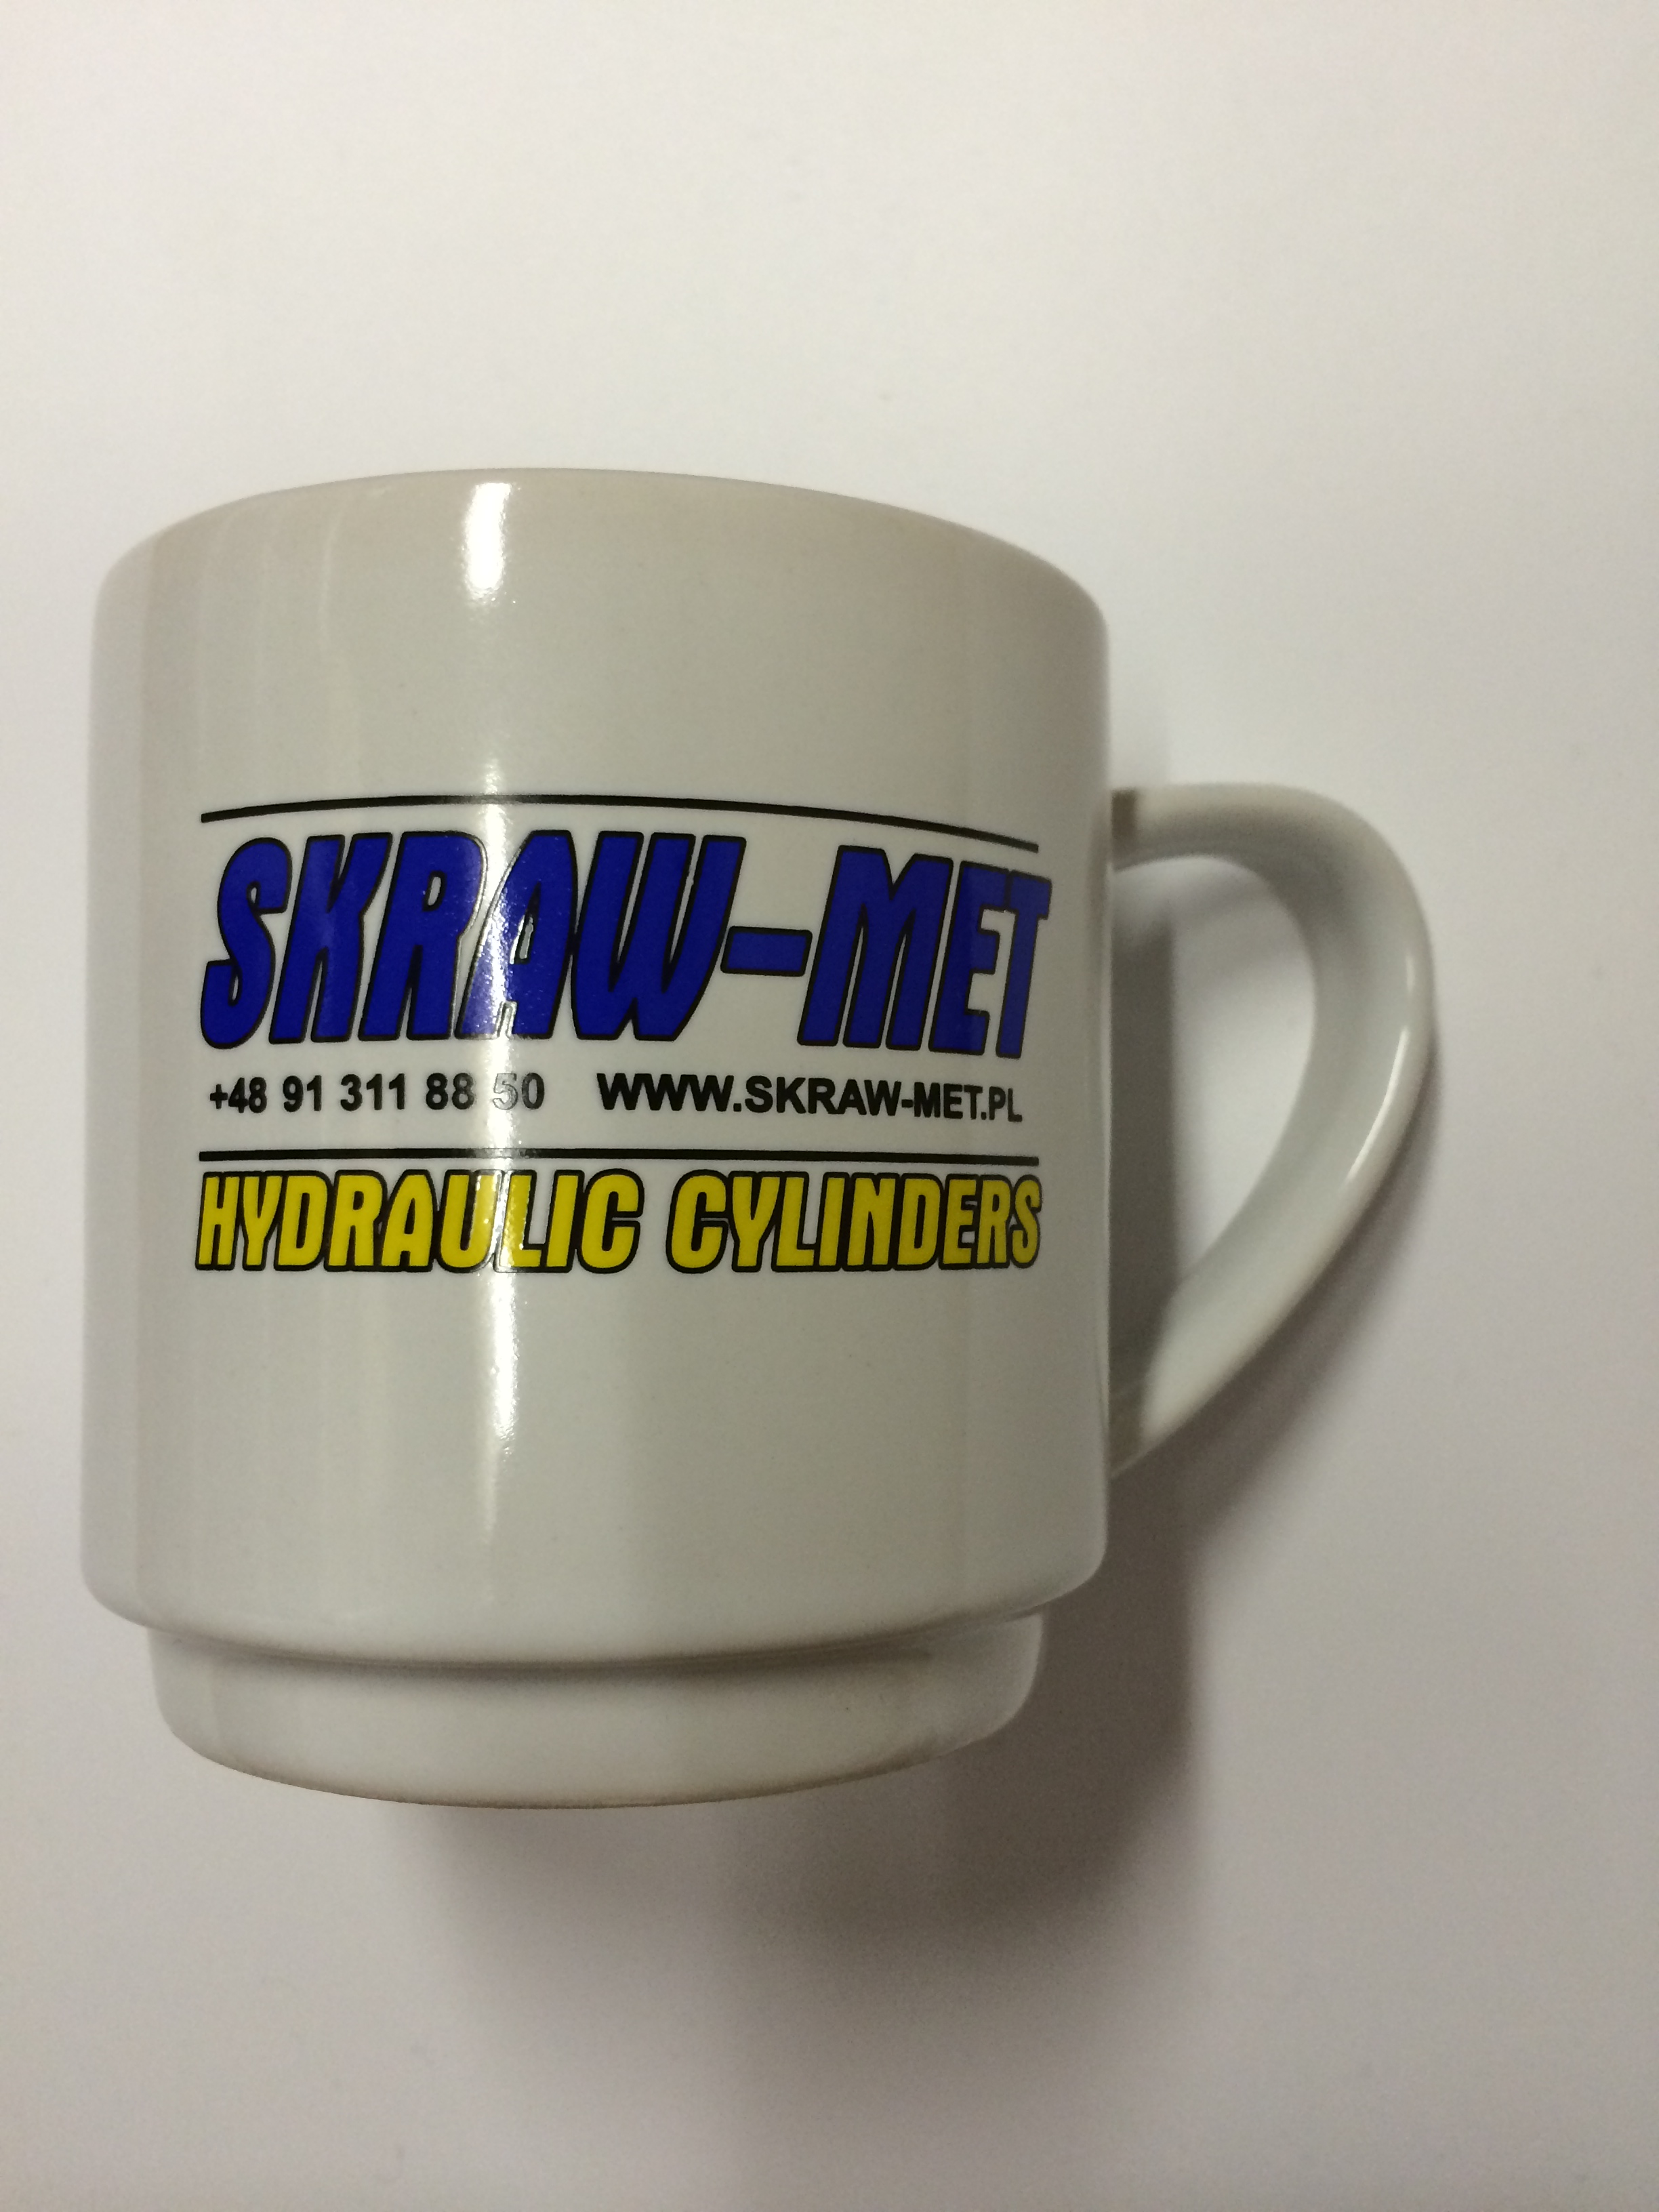 SKRAW-MET
+48 91 311 88 50 WWW.SKRAW-MET.PL
HYDRAULIC CYLINDERS